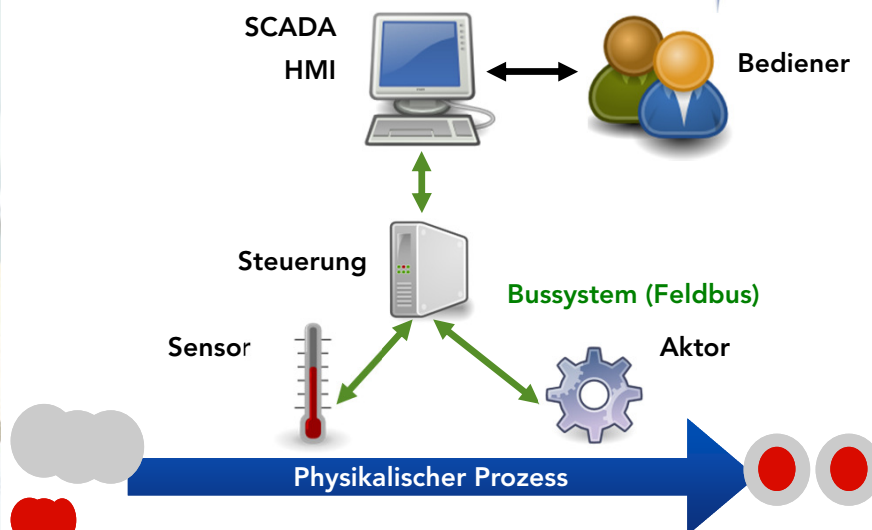 SCADA
HMI
Bediener
Steuerung
Bussystem (Feldbus)
Sensor
Aktor
Physikalischer Prozess